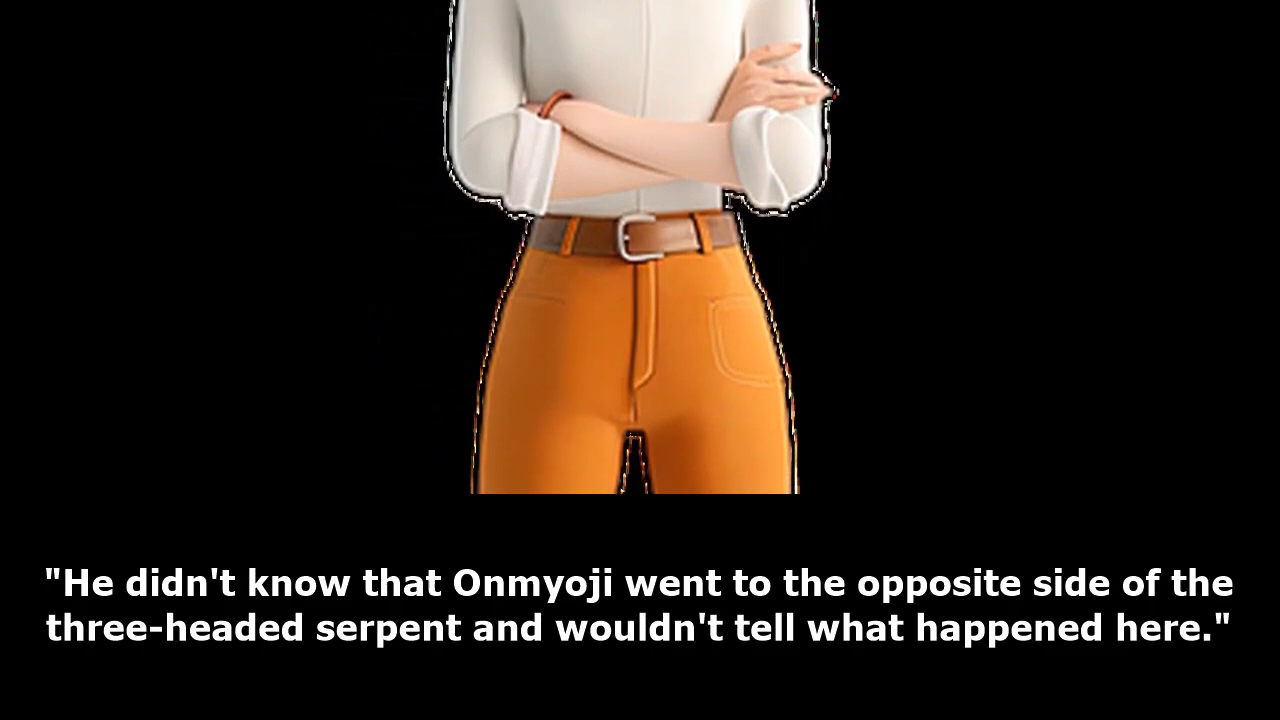 "He didn't know that Onmyoji went to the opposite side of the
three-headed serpent and wouldn't tell what happened here."